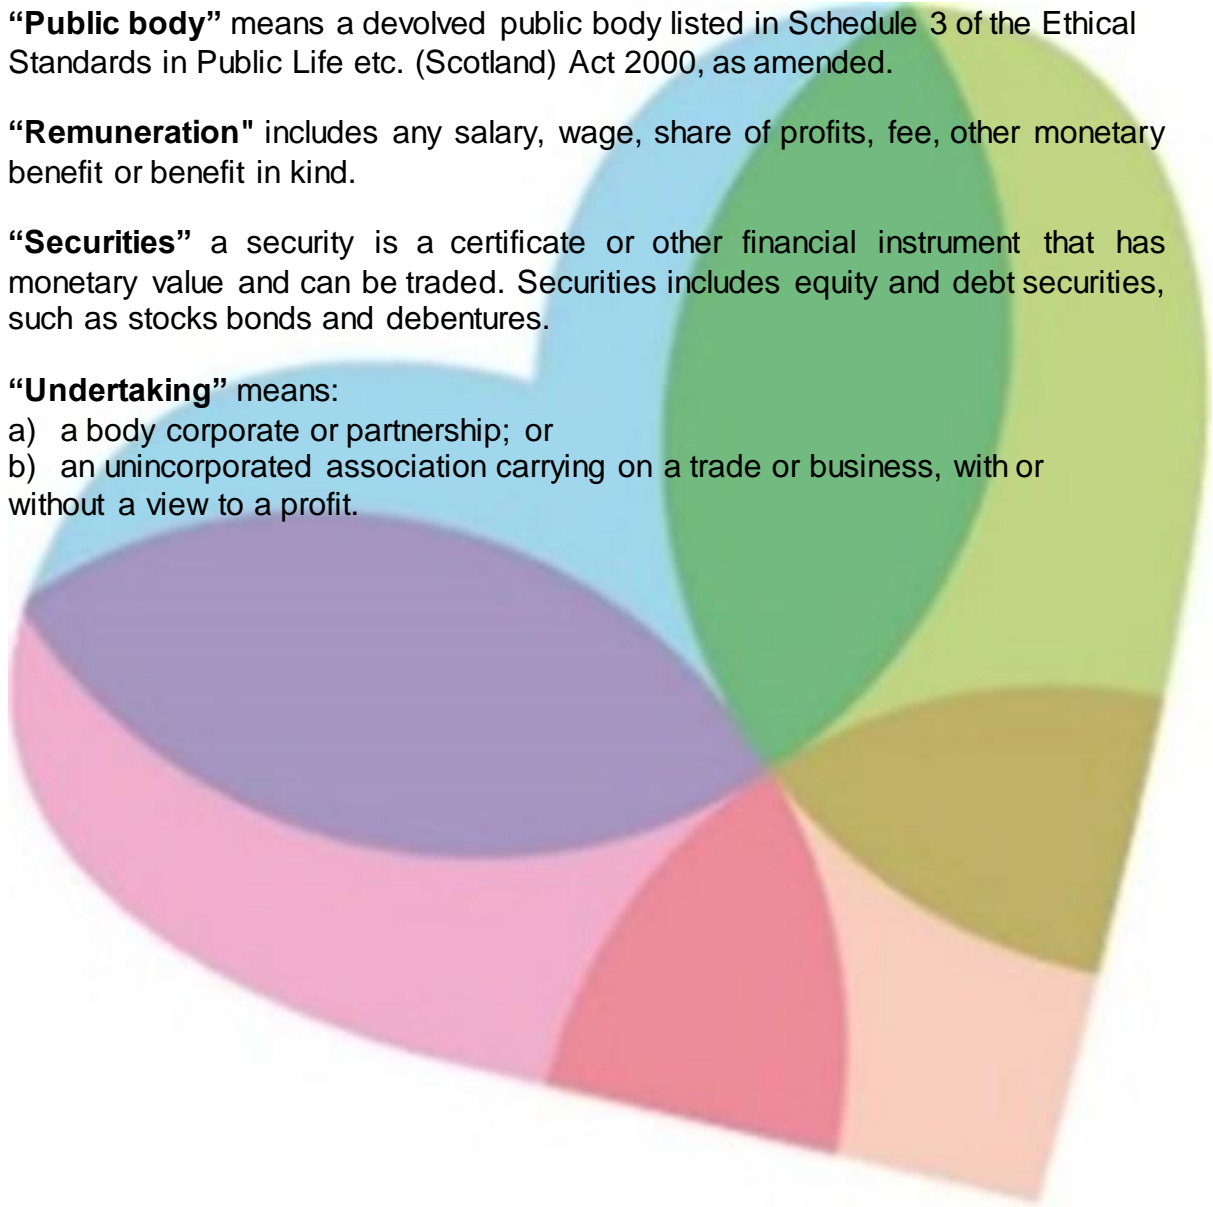 “Public body” means a devolved public body listed in Schedule 3 of the Ethical
Standards in Public Life etc. (Scotland) Act 2000, as amended.
“Remuneration" includes any salary, wage, share of profits, fee, other monetary
benefit or benefit in kind.
“Securities” a security is a certificate or other financial instrument that has
monetary value and can be traded. Securities includes equity and debt securities,
such as stocks bonds and debentures.
“Undertaking” means:
a) a body corporate or partnership; or
b) an unincorporated association carrying on a trade or business, with or
without a view to a profit.